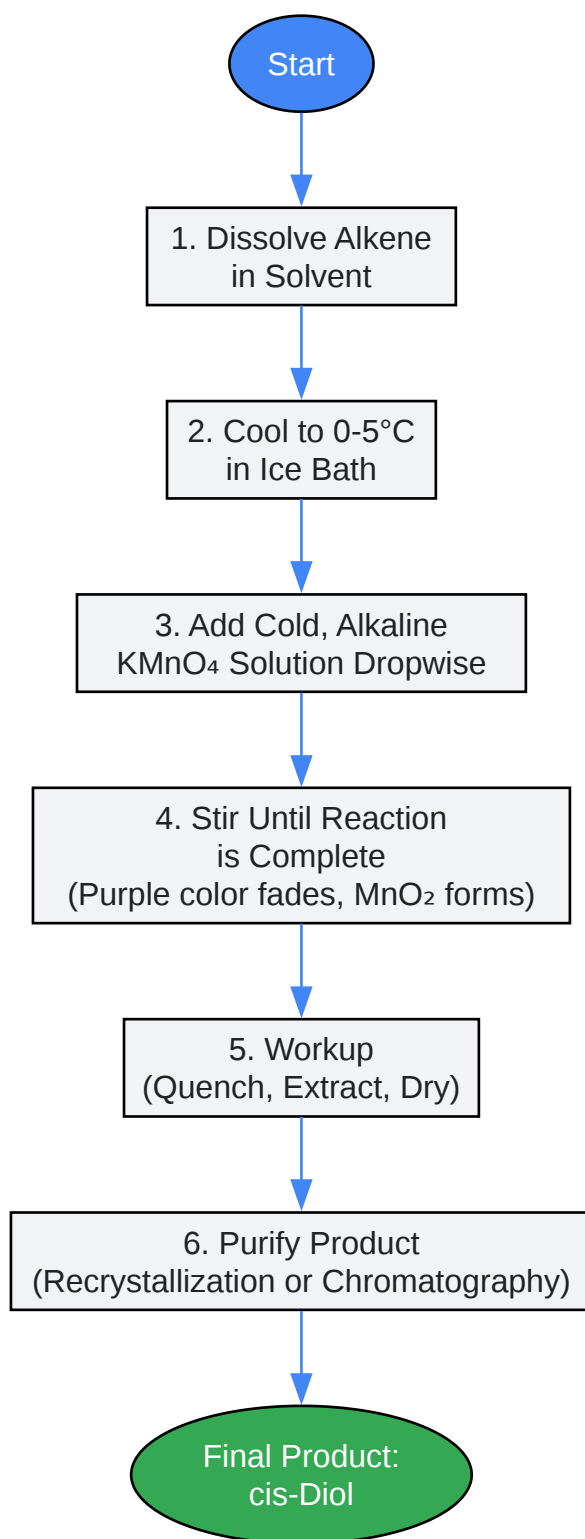 Start
1. Dissolve Alkene
in Solvent
2. Cool to 0-5°C
in Ice Bath
3. Add Cold, Alkaline
KMnO₄ Solution Dropwise
4. Stir Until Reaction
is Complete
(Purple color fades, MnO₂ forms)
5. Workup
(Quench, Extract, Dry)
6. Purify Product
(Recrystallization or Chromatography)
Final Product:
cis-Diol